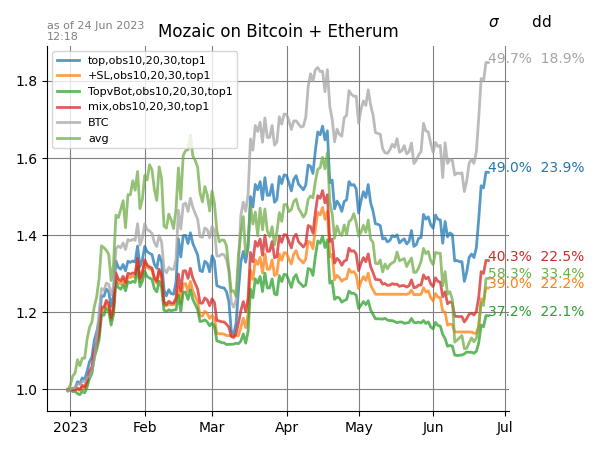 as of 24 Jun 2023
12:18
Mozaic on Bitcoin + Etherum
σ dd
top,obs10,20,30,top1
+SL,obs10,20,30,top1
TopvBot,obs10,20,30,top1
mix,obs10,20,30,top1
BTC
avg
49.7% 18.9%
49.0% 23.9%
40.3% 22.5%
58.3% 33.4%
39.0% 22.2%
37.2% 22.1%
1.8
1.6
1.4
1.2
1.0
2023 Feb Mar Apr May Jun Jul